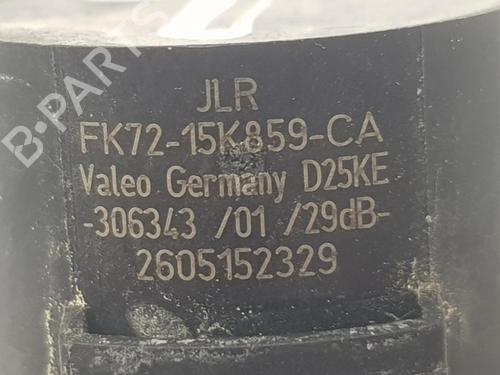 B-PARTS
JLR
FK72-15K859-CA
Valeo Germany D25KE
-306343 /01 /29dB-
2605152329